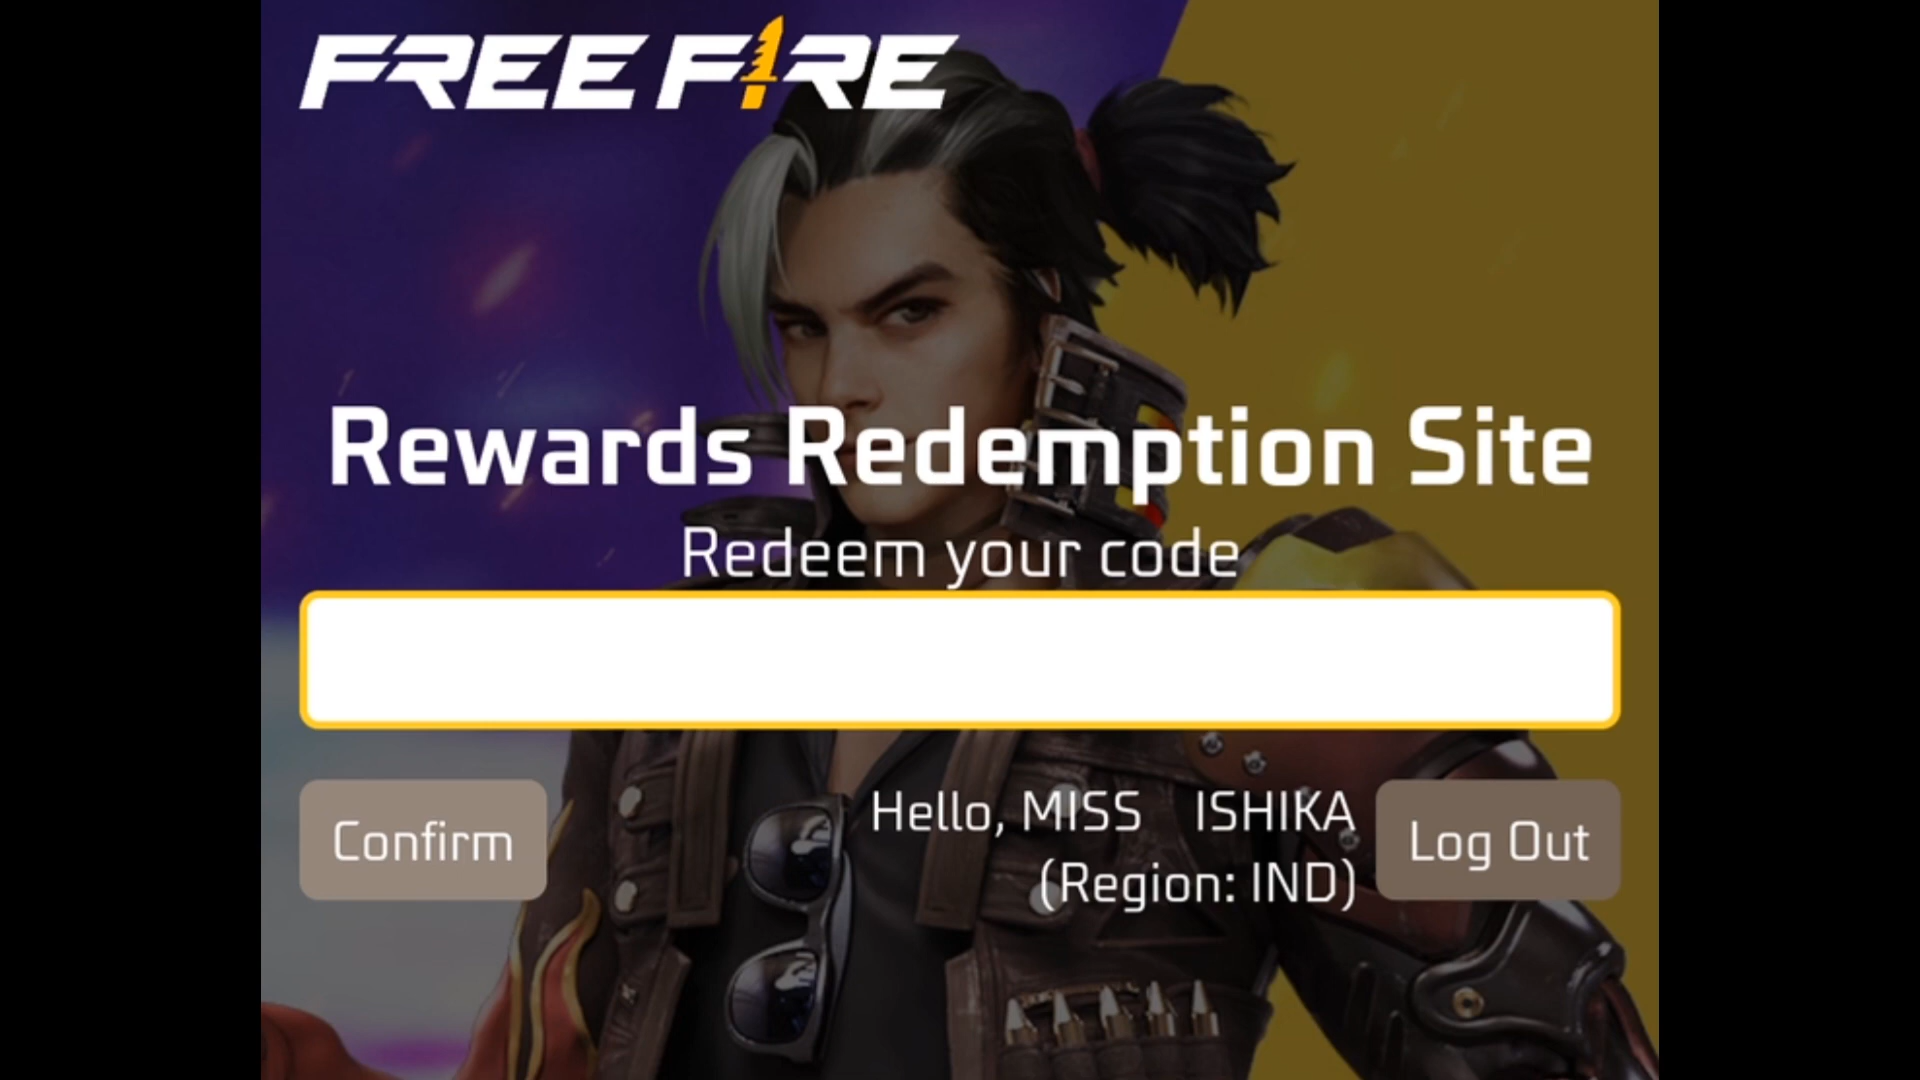 FREE FIRE
Rewards Redemption Site
Redeem your code
Confirm
Hello, MISS ISHIKA
(Region: IND)
Log Out